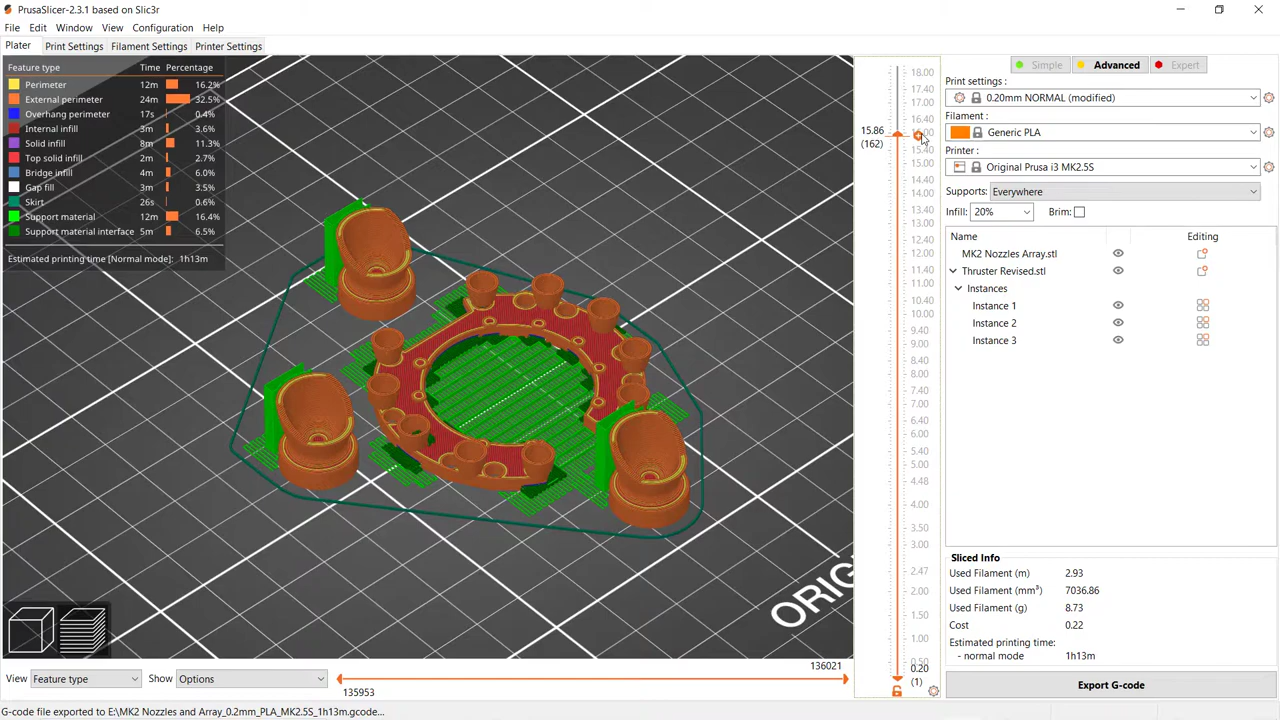 PrusaSlicer-2.3.1 based on Slic3r
File Edit Window View Configuration Help
Plater Print Settings Filament Settings Printer Settings
Feature type Time Percentage
Perimeter 12m 16.2%
External perimeter 24m 32.5%
Overhang perimeter 17s 0.4%
Internal infill 3m 3.6%
Solid infill 8m 11.3%
Top solid infill 2m 2.7%
Bridge infill 4m 6.0%
Gap fill 3m 3.5%
Skirt 26s 0.6%
Support material 12m 16.4%
Support material interface 5m 6.5%
Estimated printing time [Normal mode]: 1h13m
ORIG
15.86
(162)
18.00
17.40
17.00
16.40
16.00
15.40
15.00
14.40
14.00
13.40
13.00
12.40
12.00
11.40
11.00
10.40
10.00
9.40
9.00
8.40
8.00
7.40
7.00
6.40
6.00
5.40
5.00
4.48
4.00
3.50
3.00
2.47
2.00
1.50
1.00
0.50
0.20
(1)
Simple Advanced Expert
Print settings:
0.20mm NORMAL (modified)
Filament :
Generic PLA
Printer :
Original Prusa i3 MK2.5S
Supports: Everywhere
Infill: 20% Brim:
Name Editing
MK2 Nozzles Array.stl
Thruster Revised.stl
Instances
Instance 1
Instance 2
Instance 3
Sliced Info
Used Filament (m) 2.93
Used Filament (mm³) 7036.86
Used Filament (g) 8.73
Cost 0.22
Estimated printing time:
- normal mode 1h13m
Export G-code
View Feature type Show Options
136021
135953
G-code file exported to E:\MK2 Nozzles and Array_0.2mm_PLA_MK2.5S_1h13m.gcode...